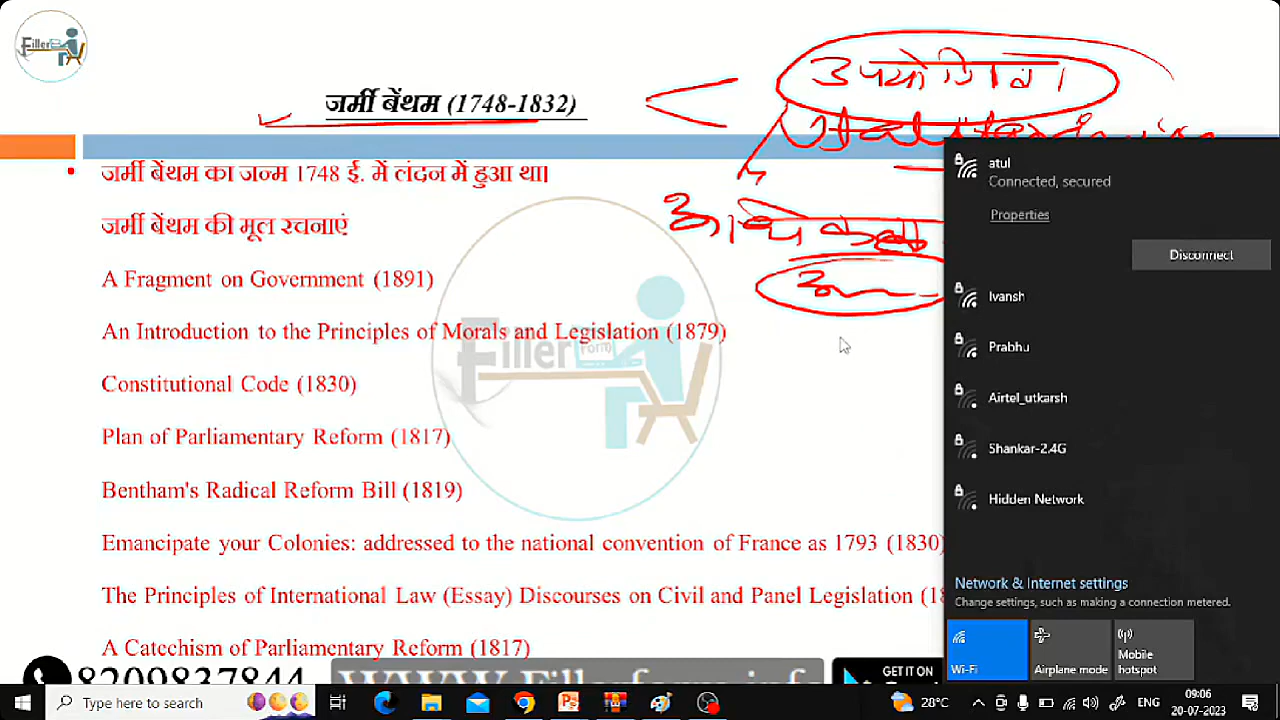 Filler
जर्मी बेंथम (1748-1832)
जर्मी बेंथम का जन्म 1748 ई. में लंदन में हुआ था।
जर्मी बेंथम की मूल रचनाएं
A Fragment on Government (1891)
An Introduction to the Principles of Morals and Legislation (1879)
Constitutional Code (1830)
Plan of Parliamentary Reform (1817)
Bentham's Radical Reform Bill (1819)
Emancipate your Colonies: addressed to the national convention of France as 1793 (1830)
The Principles of International Law (Essay) Discourses on Civil and Panel Legislation
A Catechism of Parliamentary Reform (1817)
Filler
Form
8209837844
GET IT ON
atul
Connected, secured
Properties
Disconnect
Ivansh
Prabhu
Airtel_utkarsh
Shankar-2.4G
Hidden Network
Network & Internet settings
Change settings, such as making a connection metered.
Wi-Fi
Airplane mode
Mobile hotspot
Type here to search
28°C
ENG
09:06
20-07-2023